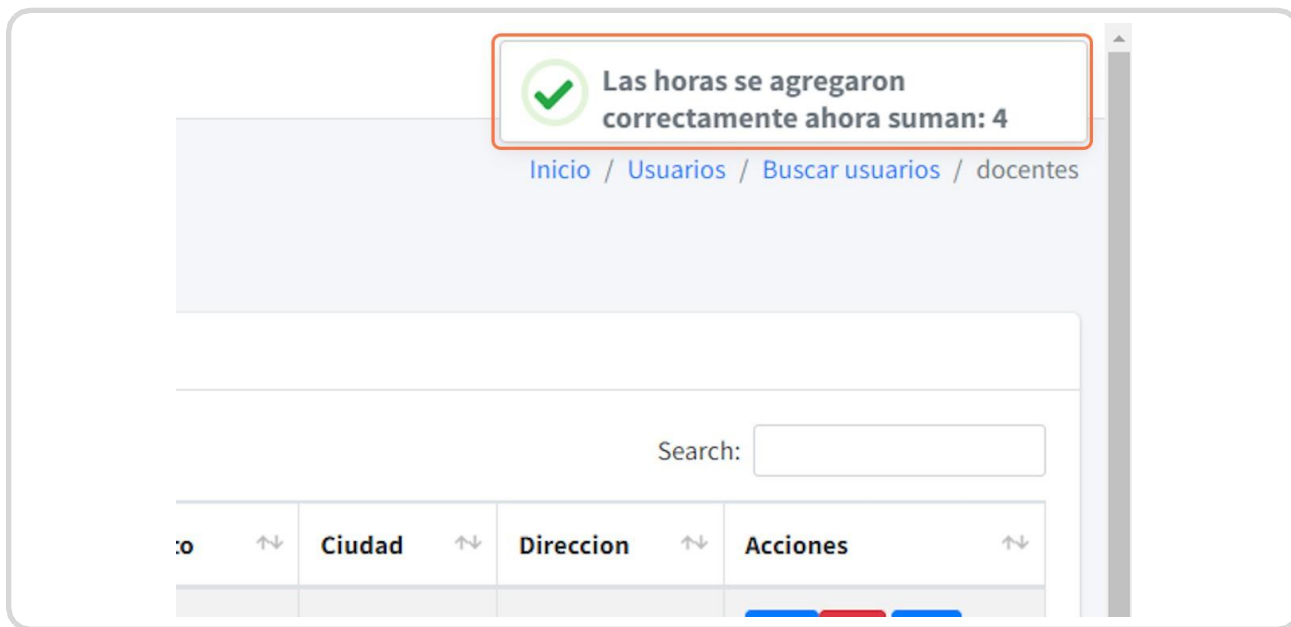 Las horas se agregaron
correctamente ahora suman: 4
Inicio / Usuarios / Buscar usuarios / docentes
Search:
Ciudad Direccion Acciones